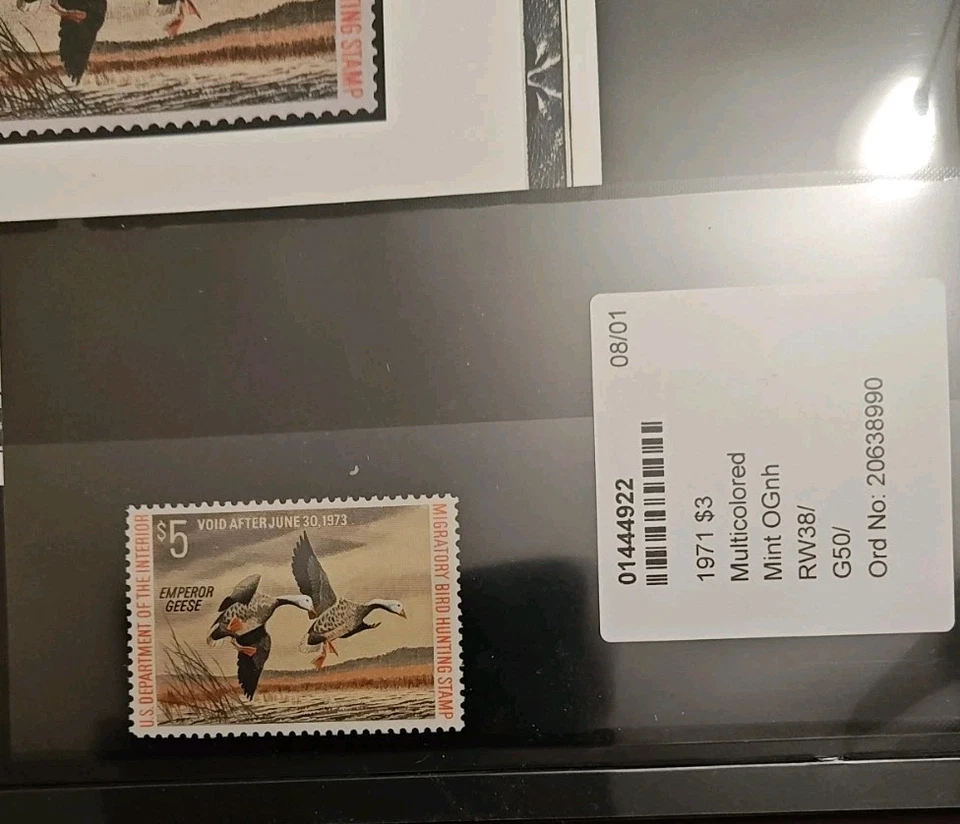 ING STAMP
U.S. DEPARTMENT OF THE INTERIOR
$5 VOID AFTER JUNE 30, 1973
EMPEROR
GEESE
MIGRATORY BIRD HUNTING STAMP
01444922 08/01
1971 $3
Multicolored
Mint OGnh
RW38/
G50/
Ord No: 20638990